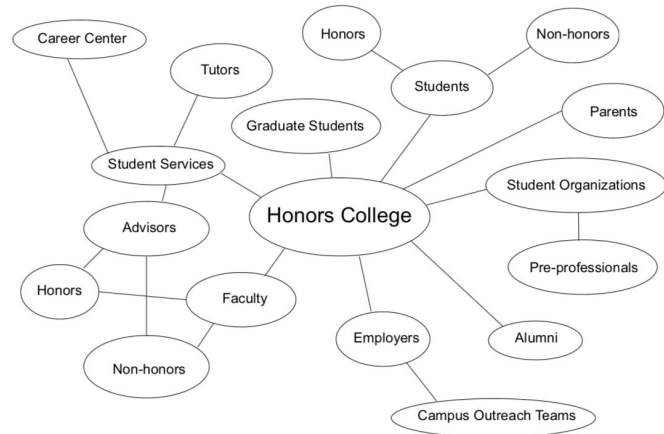 Career Center
Honors
Non-honors
Tutors
Students
Parents
Graduate Students
Student Services
Student Organizations
Honors College
Advisors
Pre-professionals
Honors
Faculty
Employers
Alumni
Non-honors
Campus Outreach Teams